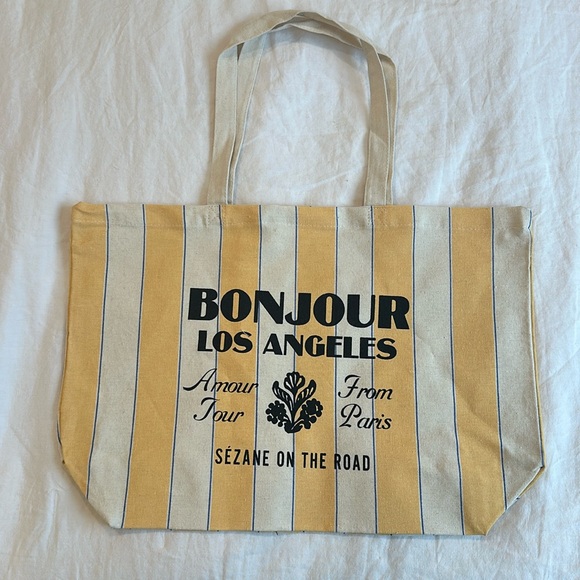 BONJOUR
LOS ANGELES
Amour From
Tour Paris
SÉZANE ON THE ROAD